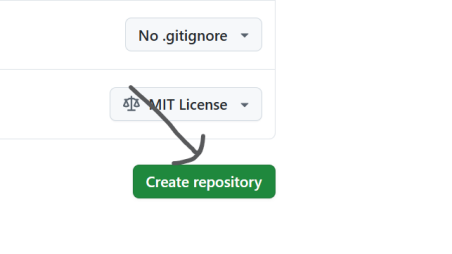 No .gitignore
MIT License
Create repository